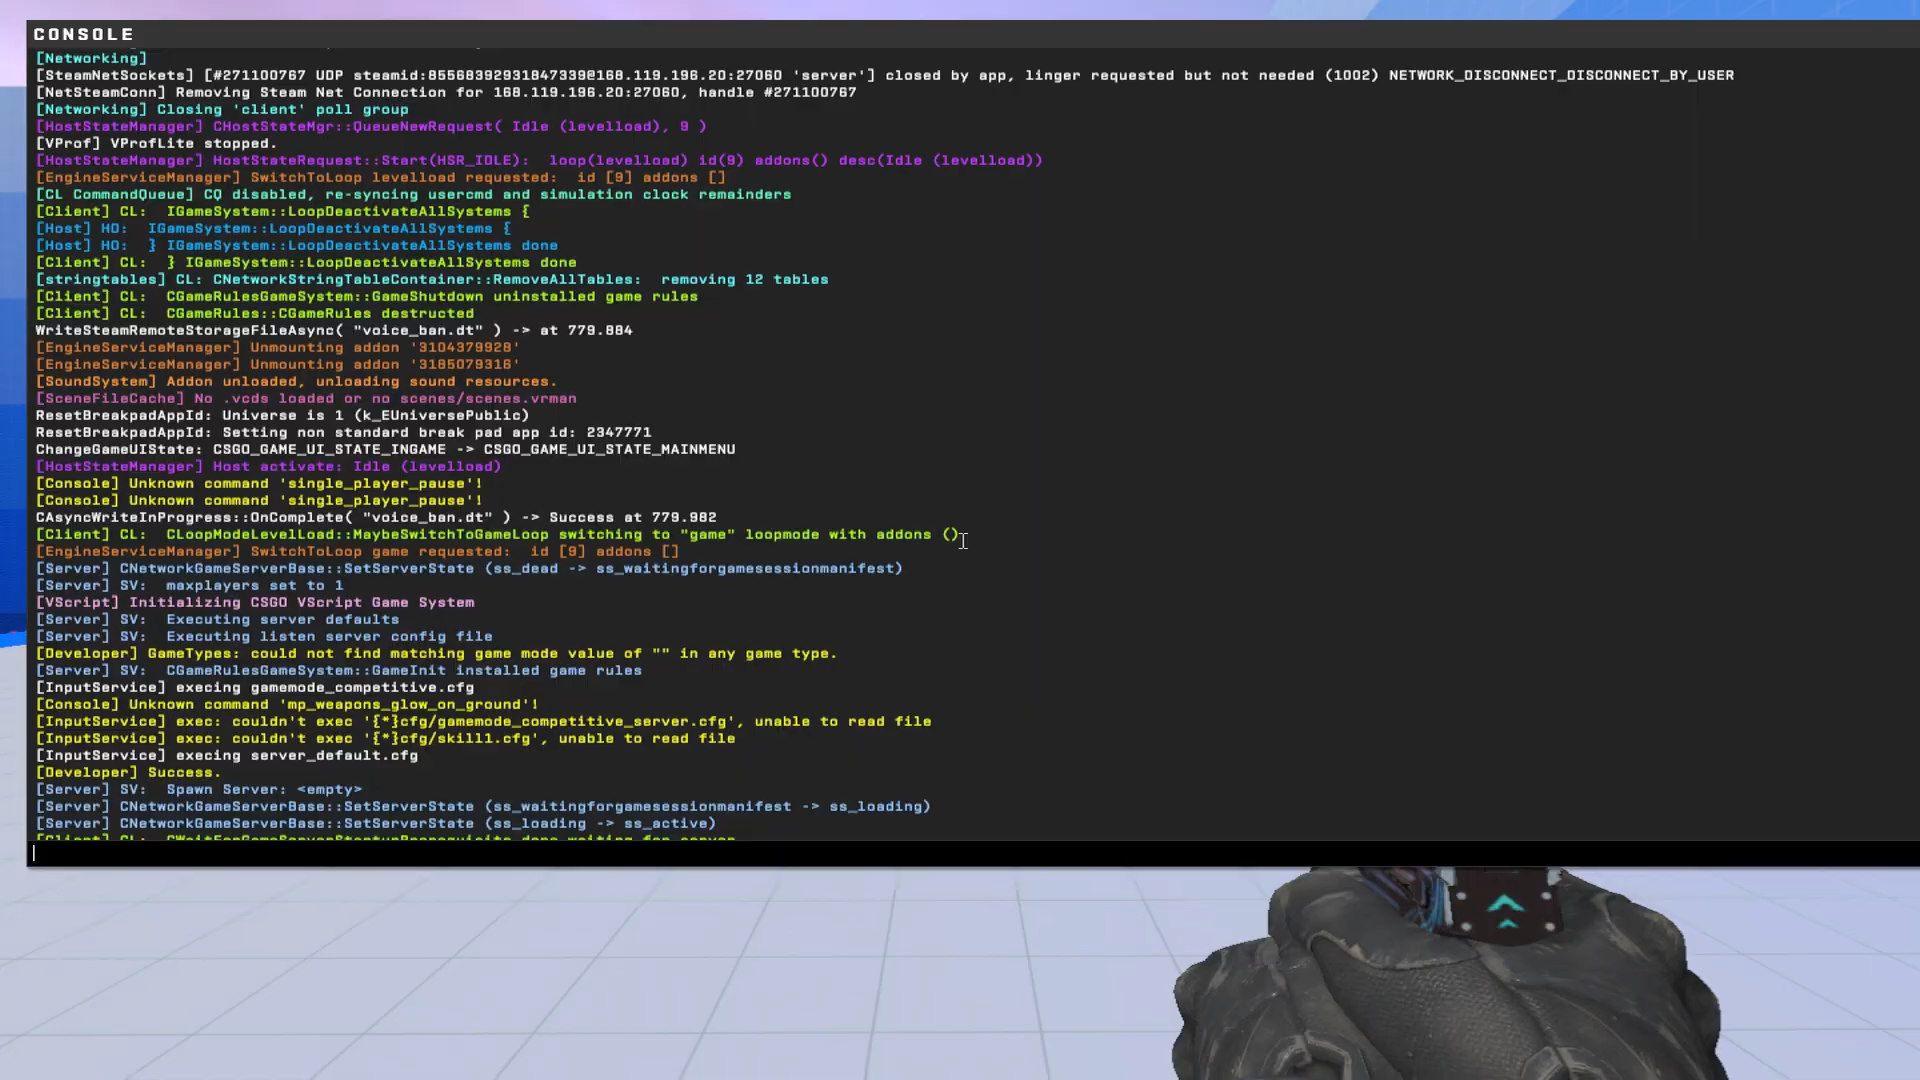 CONSOLE
[Networking]
[SteamNetSockets] [#271100767 UDP steamid:85568392931847339@168.119.196.20:27060 'server'] closed by app, linger requested but not needed (1002) NETWORK_DISCONNECT_DISCONNECT_BY_USER
[NetSteamConn] Removing Steam Net Connection for 168.119.196.20:27060, handle #271100767
[Networking] Closing 'client' poll group
[HostStateManager] CHostStateMgr::QueueNewRequest( Idle (levelload), 9 )
[VProf] VProfLite stopped.
[HostStateManager] HostStateRequest::Start(HSR_IDLE):  loop(levelload) id(9) addons() desc(Idle (levelload))
[EngineServiceManager] SwitchToLoop levelload requested:  id [9] addons []
[CL CommandQueue] CQ disabled, re-syncing usercmd and simulation clock remainders
[Client] CL:  IGameSystem::LoopDeactivateAllSystems {
[Host] HO:  IGameSystem::LoopDeactivateAllSystems {
[Host] HO:  } IGameSystem::LoopDeactivateAllSystems done
[Client] CL:  } IGameSystem::LoopDeactivateAllSystems done
[stringtables] CL: CNetworkStringTableContainer::RemoveAllTables:  removing 12 tables
[Client] CL:  CGameRulesGameSystem::GameShutdown uninstalled game rules
[Client] CL:  CGameRules::CGameRules destructed
WriteSteamRemoteStorageFileAsync( "voice_ban.dt" ) -> at 779.884
[EngineServiceManager] Unmounting addon '3104379928'
[EngineServiceManager] Unmounting addon '3185079316'
[SoundSystem] Addon unloaded, unloading sound resources.
[SceneFileCache] No .vcds loaded or no scenes/scenes.vrman
ResetBreakpadAppId: Universe is 1 (k_EUniversePublic)
ResetBreakpadAppId: Setting non standard break pad app id: 2347771
ChangeGameUIState: CSGO_GAME_UI_STATE_INGAME -> CSGO_GAME_UI_STATE_MAINMENU
[HostStateManager] Host activate: Idle (levelload)
[Console] Unknown command 'single_player_pause'!
[Console] Unknown command 'single_player_pause'!
CAsyncWriteInProgress::OnComplete( "voice_ban.dt" ) -> Success at 779.982
[Client] CL:  CLoopModeLevelLoad::MaybeSwitchToGameLoop switching to "game" loopmode with addons ()
[EngineServiceManager] SwitchToLoop game requested:  id [9] addons []
[Server] CNetworkGameServerBase::SetServerState (ss_dead -> ss_waitingforgamesessionmanifest)
[Server] SV:  maxplayers set to 1
[VScript] Initializing CSGO VScript Game System
[Server] SV:  Executing server defaults
[Server] SV:  Executing listen server config file
[Developer] GameTypes: could not find matching game mode value of "" in any game type.
[Server] SV:  CGameRulesGameSystem::GameInit installed game rules
[InputService] execing gamemode_competitive.cfg
[Console] Unknown command 'mp_weapons_glow_on_ground'!
[InputService] exec: couldn't exec '{*}cfg/gamemode_competitive_server.cfg', unable to read file
[InputService] exec: couldn't exec '{*}cfg/skill1.cfg', unable to read file
[InputService] execing server_default.cfg
[Developer] Success.
[Server] SV:  Spawn Server: <empty>
[Server] CNetworkGameServerBase::SetServerState (ss_waitingforgamesessionmanifest -> ss_loading)
[Server] CNetworkGameServerBase::SetServerState (ss_loading -> ss_active)
[Client] CL:  CWaitForGameServerStartupPrerequisite done waiting for server